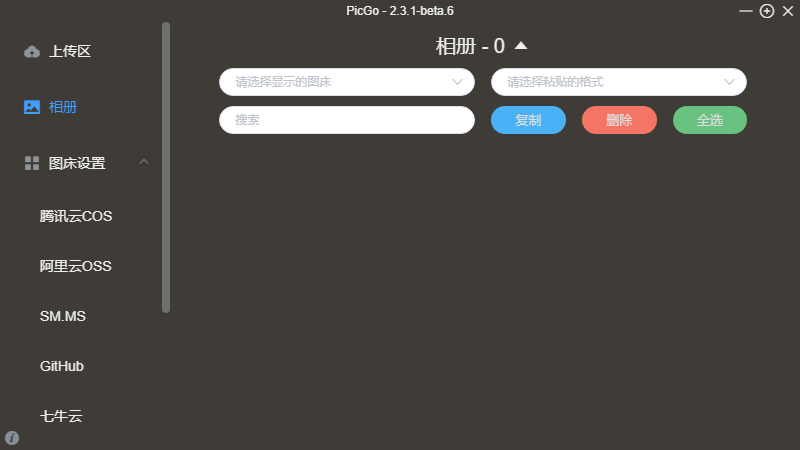 PicGo - 2.3.1-beta.6
上传区
相册
图床设置
腾讯云COS
阿里云OSS
SM.MS
GitHub
七牛云
相册 - 0
请选择显示的图床
请选择粘贴的格式
搜索
复制
删除
全选